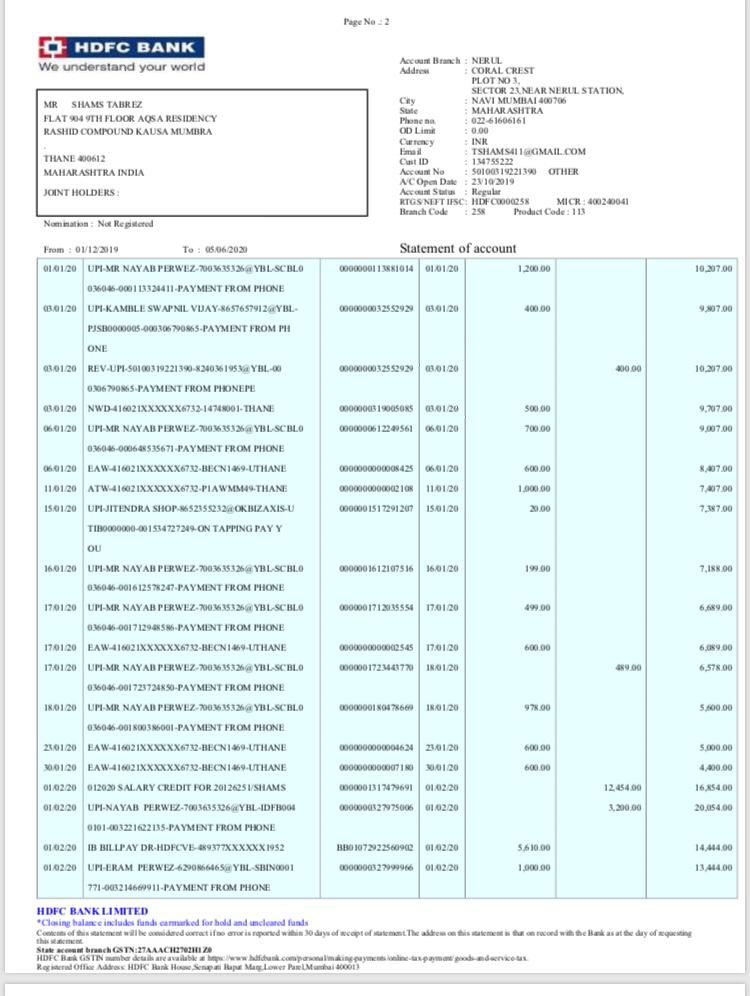 Page No .: 2
HDFC BANK
We understand your world
MR SHAMS TABREZ
FLAT 904 9TH FLOOR AQSA RESIDENCY
RASHID COMPOUND KAUSA MUMBRA
.
THANE 400612
MAHARASHTRA INDIA
JOINT HOLDERS :
Nomination : Not Registered
Account Branch : NERUL
Address : CORAL CREST
PLOT NO 3,
SECTOR 23,NEAR NERUL STATION,
City : NAVI MUMBAI 400706
State : MAHARASHTRA
Phone no. : 022-61606161
OD Limit : 0.00
Currency : INR
Email : TSHAMS411@GMAIL.COM
Cust ID : 134755222
Account No : 50100319221390 OTHER
A/C Open Date : 23/10/2019
Account Status : Regular
RTGS/NEFT IFSC: HDFC0000258 MICR : 400240041
Branch Code : 258 Product Code : 113
From : 01/12/2019 To : 05/06/2020 Statement of account
01/01/20 UPI-MR NAYAB PERWEZ-7003635326@YBL-SCBL0 0000000113881014 01/01/20 1,200.00 10,207.00
036046-000113324411-PAYMENT FROM PHONE
03/01/20 UPI-KAMBLE SWAPNIL VIJAY-8657657912@YBL- 0000000032552929 03/01/20 400.00 9,807.00
PJSB0000005-000306790865-PAYMENT FROM PH
ONE
03/01/20 REV-UPI-50100319221390-8240361953@YBL-00 0000000032552929 03/01/20 400.00 10,207.00
0306790865-PAYMENT FROM PHONEPE
03/01/20 NWD-416021XXXXXX6732-14748001-THANE 0000000319005085 03/01/20 500.00 9,707.00
06/01/20 UPI-MR NAYAB PERWEZ-7003635326@YBL-SCBL0 0000000612249561 06/01/20 700.00 9,007.00
036046-000648535671-PAYMENT FROM PHONE
06/01/20 EAW-416021XXXXXX6732-BECN1469-UTHANE 0000000000008425 06/01/20 600.00 8,407.00
11/01/20 ATW-416021XXXXXX6732-P1AWMM49-THANE 0000000000002108 11/01/20 1,000.00 7,407.00
15/01/20 UPI-JITENDRA SHOP-8652355232@OKBIZAXIS-U 0000001517291207 15/01/20 20.00 7,387.00
TIB0000000-001534727249-ON TAPPING PAY Y
OU
16/01/20 UPI-MR NAYAB PERWEZ-7003635326@YBL-SCBL0 0000001612107516 16/01/20 199.00 7,188.00
036046-001612578247-PAYMENT FROM PHONE
17/01/20 UPI-MR NAYAB PERWEZ-7003635326@YBL-SCBL0 0000001712035554 17/01/20 499.00 6,689.00
036046-001712948586-PAYMENT FROM PHONE
17/01/20 EAW-416021XXXXXX6732-BECN1469-UTHANE 0000000000002545 17/01/20 600.00 6,089.00
17/01/20 UPI-MR NAYAB PERWEZ-7003635326@YBL-SCBL0 0000001723443770 18/01/20 489.00 6,578.00
036046-001723724850-PAYMENT FROM PHONE
18/01/20 UPI-MR NAYAB PERWEZ-7003635326@YBL-SCBL0 0000000180478669 18/01/20 978.00 5,600.00
036046-001800386001-PAYMENT FROM PHONE
23/01/20 EAW-416021XXXXXX6732-BECN1469-UTHANE 0000000000004624 23/01/20 600.00 5,000.00
30/01/20 EAW-416021XXXXXX6732-BECN1469-UTHANE 0000000000007180 30/01/20 600.00 4,400.00
01/02/20 012020 SALARY CREDIT FOR 20126251/SHAMS 0000001317479691 01/02/20 12,454.00 16,854.00
01/02/20 UPI-NAYAB PERWEZ-7003635326@YBL-IDFB004 0000000327975006 01/02/20 3,200.00 20,054.00
0101-003221622135-PAYMENT FROM PHONE
01/02/20 IB BILLPAY DR-HDFCVE-489377XXXXXX1952 BB01072922560902 01/02/20 5,610.00 14,444.00
01/02/20 UPI-ERAM PERWEZ-6290866465@YBL-SBIN0001 0000000327999966 01/02/20 1,000.00 13,444.00
771-003214669911-PAYMENT FROM PHONE
HDFC BANK LIMITED
*Closing balance includes funds earmarked for hold and uncleared funds
Contents of this statement will be considered correct if no error is reported within 30 days of receipt of statement.The address on this statement is that on record with the Bank as at the day of requesting
this statement.
State account branch GSTN:27AAACH2702H1Z0
HDFC Bank GSTIN number details are available at https://www.hdfcbank.com/personal/making-payments/online-tax-payment/goods-and-service-tax.
Registered Office Address: HDFC Bank House,Senapati Bapat Marg,Lower Parel,Mumbai 400013